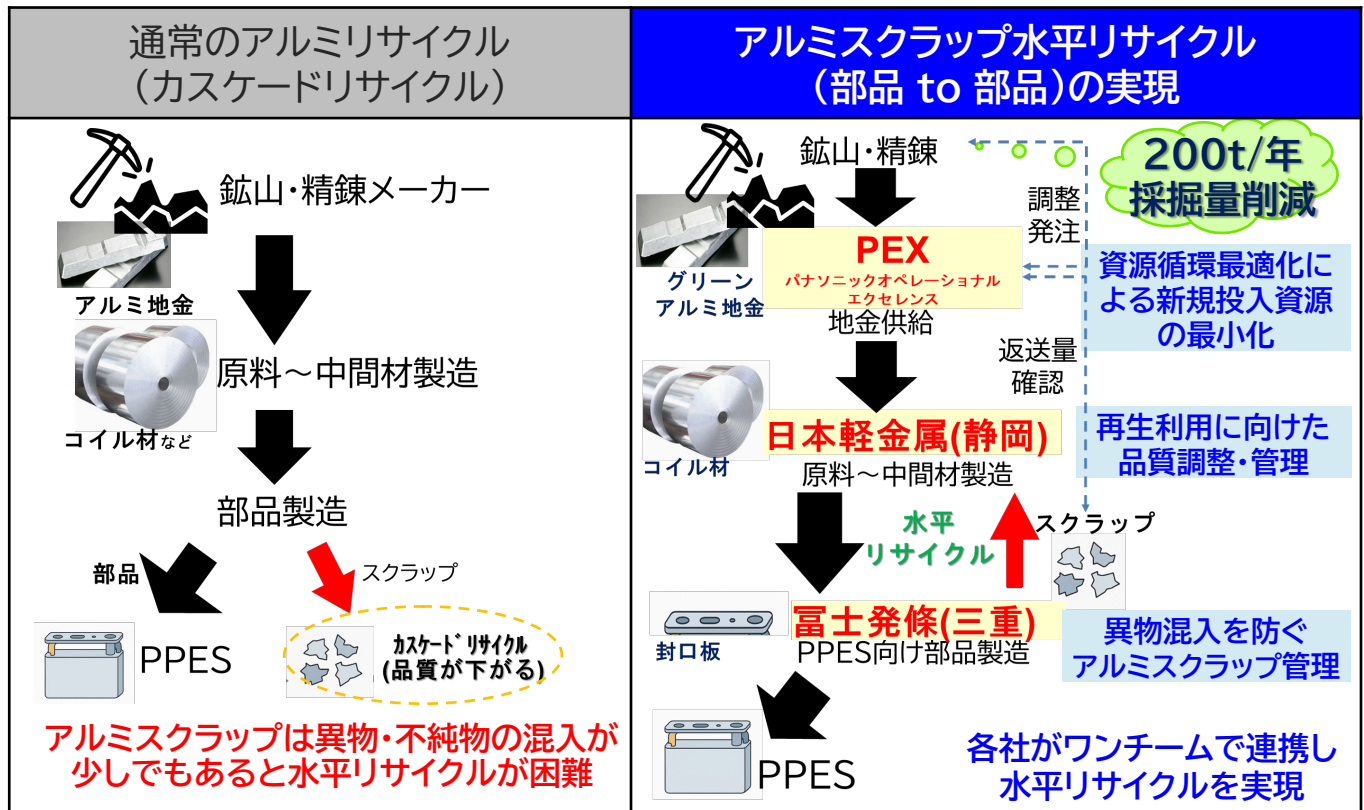 通常のアルミリサイクル
(カスケードリサイクル)
鉱山・精錬メーカー
アルミ地金
原料～中間材製造
コイル材など
部品製造
部品
スクラップ
PPES
カスケードリサイクル
(品質が下がる)
アルミスクラップは異物・不純物の混入が
少しでもあると水平リサイクルが困難
アルミスクラップ水平リサイクル
(部品 to 部品)の実現
鉱山・精錬
200t/年
採掘量削減
調整
発注
PEX
パナソニックオペレーショナル
エクセレンス
グリーン
アルミ地金
地金供給
資源循環最適化に
よる新規投入資源
の最小化
返送量
確認
日本軽金属(静岡)
コイル材
原料～中間材製造
再生利用に向けた
品質調整・管理
水平
リサイクル
スクラップ
冨士発條(三重)
封口板
PPES向け部品製造
異物混入を防ぐ
アルミスクラップ管理
PPES
各社がワンチームで連携し
水平リサイクルを実現